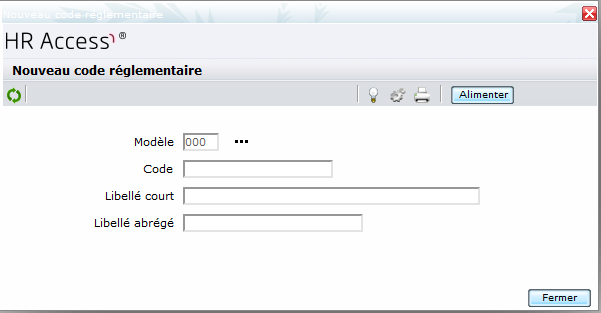 Nouveau code réglementaire
HR Access®
Nouveau code réglementaire
Alimenter
Modèle 000 ...
Code
Libellé court
Libellé abrégé
Fermer